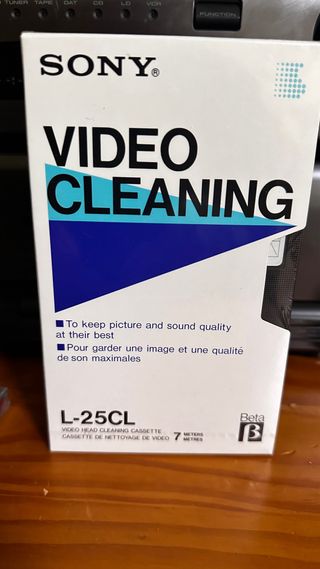 TUNER TAPE DAT CD LD VCR
FUNCTION
SONY®
VIDEO
CLEANING
■ To keep picture and sound quality
at their best
■ Pour garder une image et une qualité
de son maximales
L-25CL
VIDEO HEAD CLEANING CASSETTE
CASSETTE DE NETTOYAGE DE VIDEO
7 METERS
MÈTRES
Beta
β